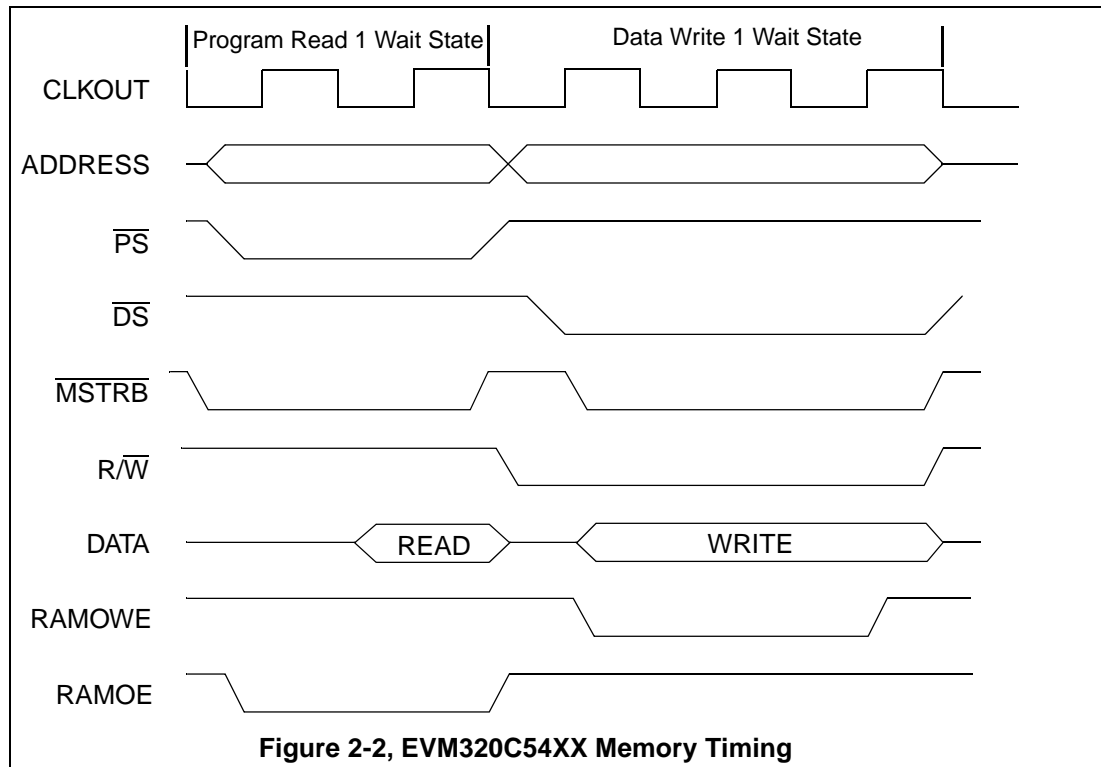 Program Read 1 Wait State
Data Write 1 Wait State
CLKOUT
ADDRESS
PS
DS
MSTRB
R/W
DATA
READ
WRITE
RAMOWE
RAMOE
Figure 2-2, EVM320C54XX Memory Timing